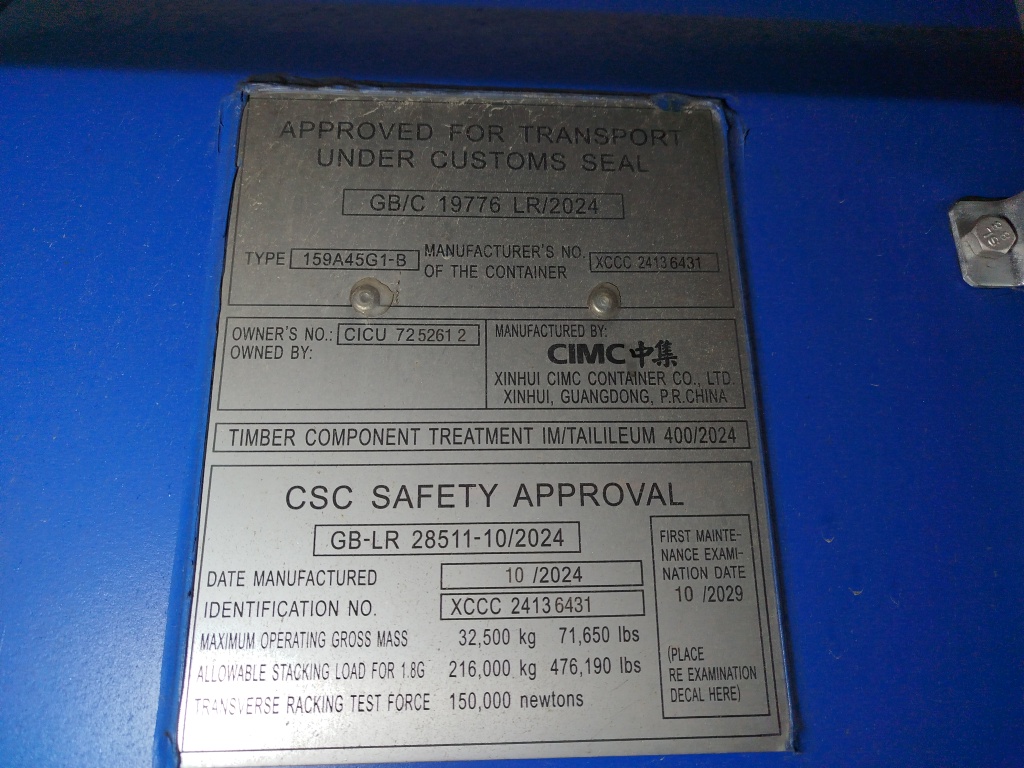 APPROVED FOR TRANSPORT
UNDER CUSTOMS SEAL
GB/C 19776 LR/2024
TYPE 159A45G1-B MANUFACTURER'S NO. OF THE CONTAINER XCCC 24136431
OWNER'S NO.: CICU 725261 2
OWNED BY:
MANUFACTURED BY:
CIMC中集
XINHUI CIMC CONTAINER CO., LTD.
XINHUI, GUANGDONG, P.R.CHINA
TIMBER COMPONENT TREATMENT IM/TAILILEUM 400/2024
CSC SAFETY APPROVAL
GB-LR 28511-10/2024
DATE MANUFACTURED 10 /2024
IDENTIFICATION NO. XCCC 24136431
MAXIMUM OPERATING GROSS MASS 32,500 kg 71,650 lbs
ALLOWABLE STACKING LOAD FOR 1.8G 216,000 kg 476,190 lbs
TRANSVERSE RACKING TEST FORCE 150,000 newtons
FIRST MAINTE-
NANCE EXAMI-
NATION DATE
10 /2029
(PLACE
RE EXAMINATION
DECAL HERE)